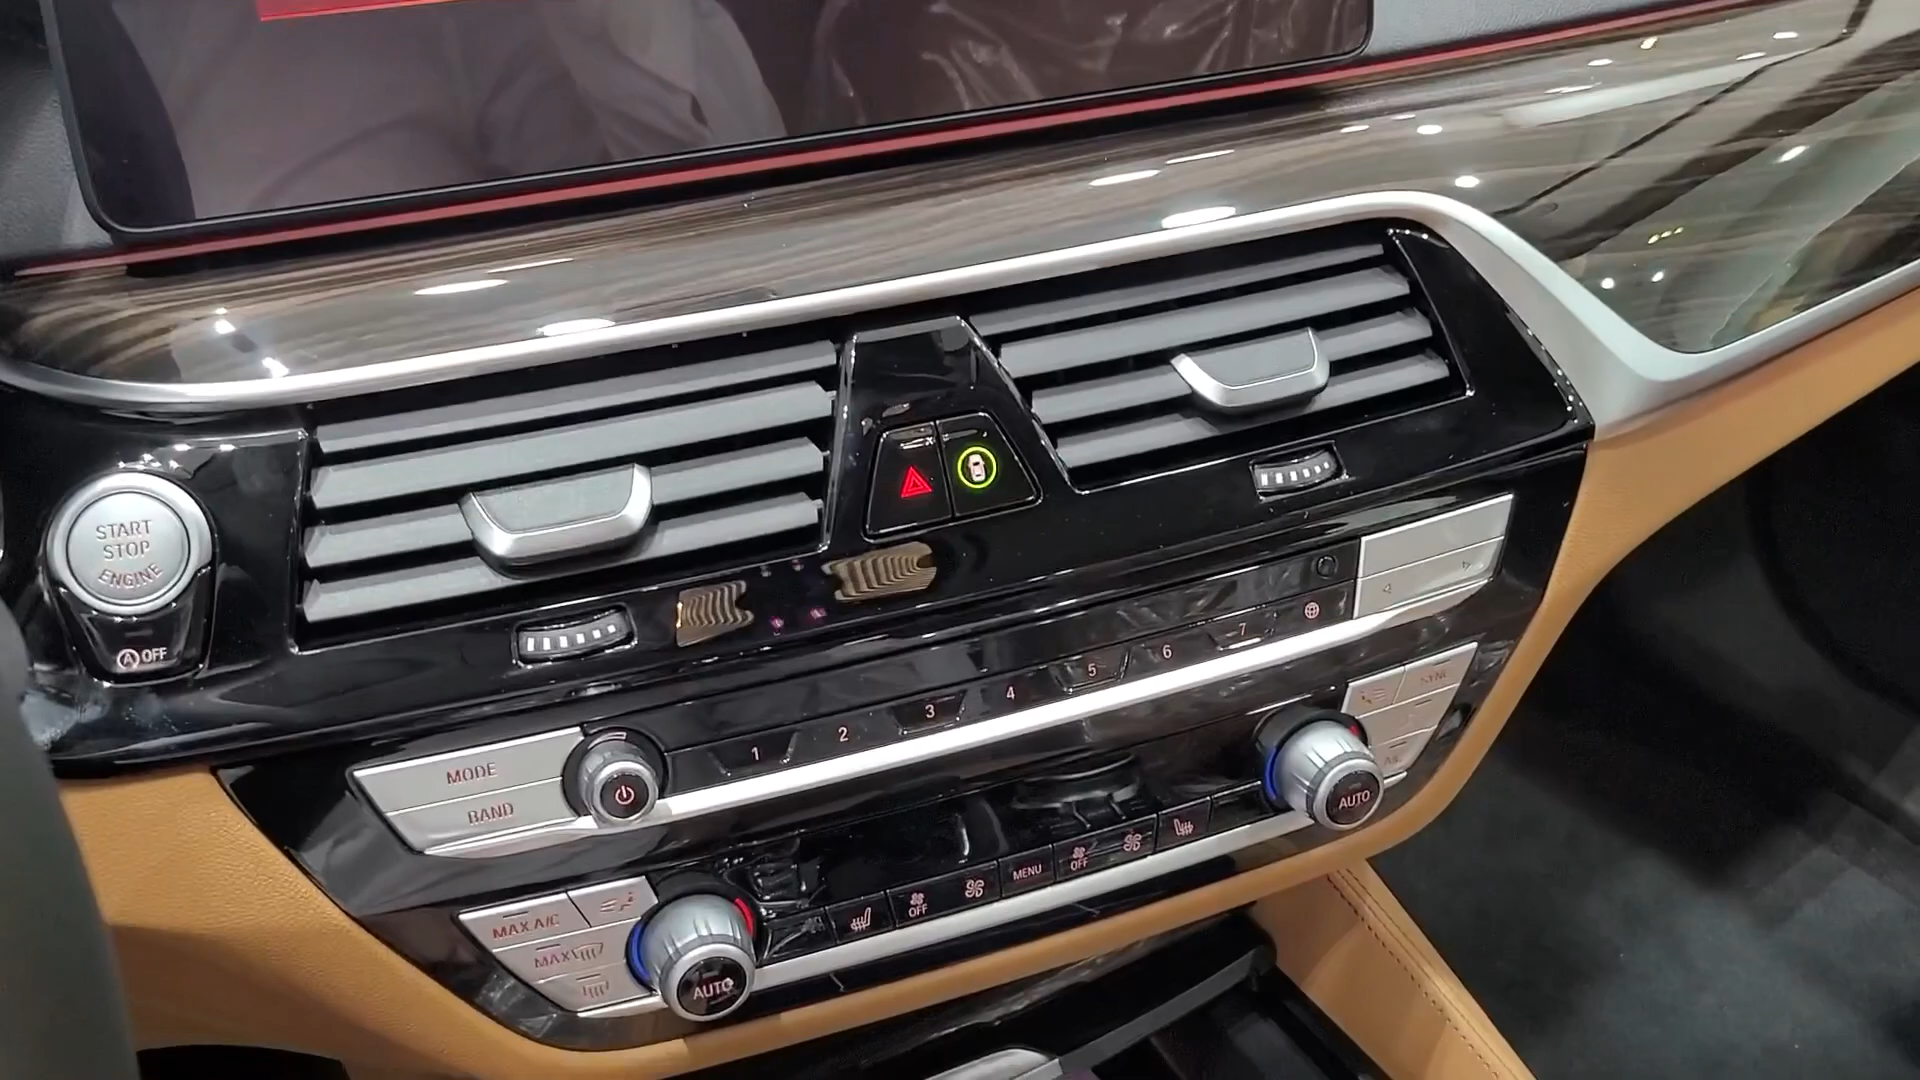 START
STOP
ENGINE
A OFF
MODE
BAND
1 2 3 4 5 6 7
SYNC
A/C
AUTO
MENU
OFF
OFF
MAX A/C
MAX
AUTO